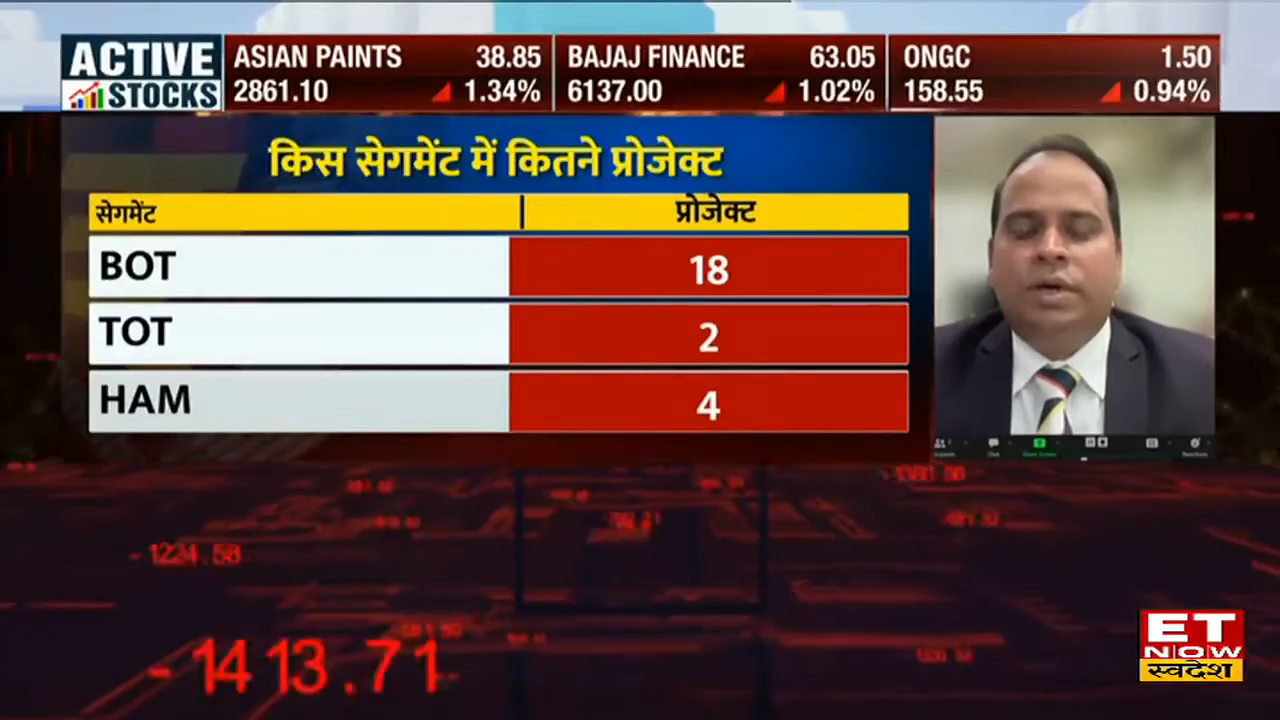 ACTIVE STOCKS
ASIAN PAINTS 38.85
2861.10 1.34%
BAJAJ FINANCE 63.05
6137.00 1.02%
ONGC 1.50
158.55 0.94%
किस सेगमेंट में कितने प्रोजेक्ट
सेगमेंट प्रोजेक्ट
BOT 18
TOT 2
HAM 4
-1224.58
-1413.71
ET
NOW
स्वदेश